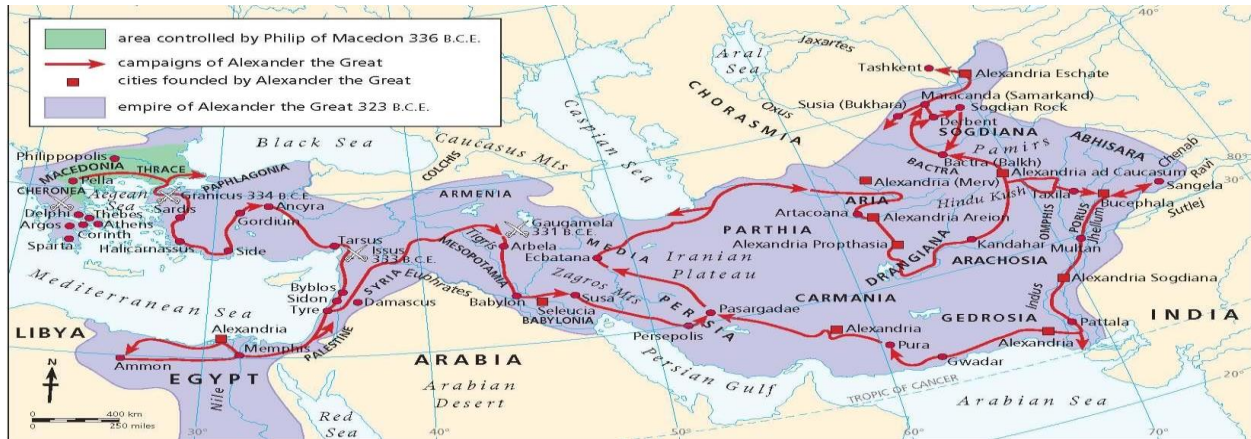 area controlled by Philip of Macedon 336 B.C.E.
campaigns of Alexander the Great
cities founded by Alexander the Great
empire of Alexander the Great 323 B.C.E.
Aral
Sea
Jaxartes
Tashkent
Alexandria Eschate
Maracanda (Samarkand)
Susia (Bukhara)
Sogdian Rock
Oxus
Derbent
CHORASMIA
SOGDIANA
Pamirs
ABHISARA
Caspian Sea
Black Sea
Caucasus Mts
COLCHIS
Philippopolis
MACEDONIA
THRACE
Pella
CHERONEA
Aegean
Sea
PAPHLAGONIA
Granicus 334 B.C.E.
Sardis
Ancyra
Gordium
Delphi
Thebes
Argos
Athens
Corinth
Sparta
Halicarnassus
Side
ARMENIA
Tarsus
Issus
333 B.C.E.
Gaugamela
331 B.C.E.
Tigris
Arbela
MESOPOTAMIA
MEDIA
Ecbatana
BACTRA
Bactra (Balkh)
Alexandria ad Caucasum
Chenab
Ravi
30°
Alexandria (Merv)
Hindu Kush
Taxila
Sangela
ARIA
Bucephala
Sutlej
Artacoana
Alexandria Areion
OMPHIS
PORUS
Jhellum
PARTHIA
Alexandria Propthasia
Kandahar
Multan
Iranian
Plateau
DRANGIANA
ARACHOSIA
Mediterranean Sea
Byblos
Sidon
Tyre
SYRIA
EUphrates
Damascus
Babylon
Zagros Mts
Susa
Seleucia
BABYLONIA
PERSIA
Pasargadae
CARMANIA
Alexandria Sogdiana
Indus
LIBYA
Alexandria
PALESTINE
Memphis
Ammon
EGYPT
Nile
ARABIA
Arabian
Desert
Persepolis
Persian Gulf
Alexandria
Pura
GEDROSIA
Alexandria
Pattala
INDIA
Gwadar
20°
TROPIC OF CANCER
Arabian Sea
Red
Sea
N
0
400 km
0
250 miles
30°
40°
50°
60°
70°